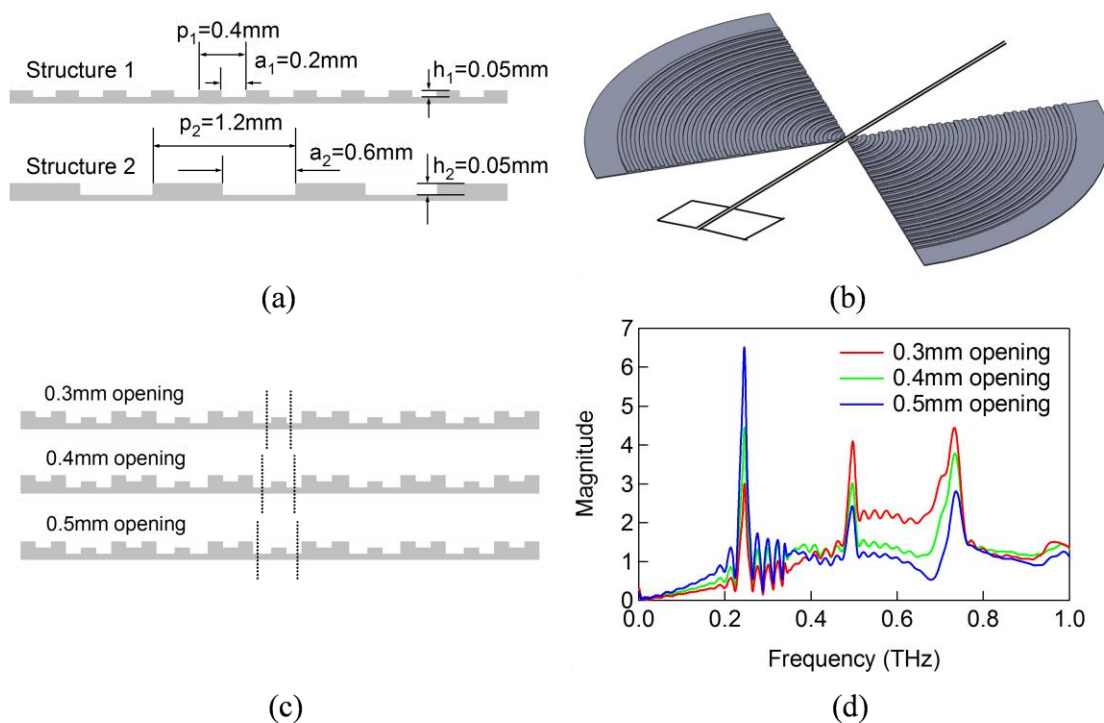 p₁=0.4mm
Structure 1
a₁=0.2mm
h₁=0.05mm
p₂=1.2mm
Structure 2
a₂=0.6mm
h₂=0.05mm
(a)
(b)
0.3mm opening
0.4mm opening
0.5mm opening
(c)
7
6
5
4
3
2
1
0
Magnitude
0.3mm opening
0.4mm opening
0.5mm opening
0.0 0.2 0.4 0.6 0.8 1.0
Frequency (THz)
(d)